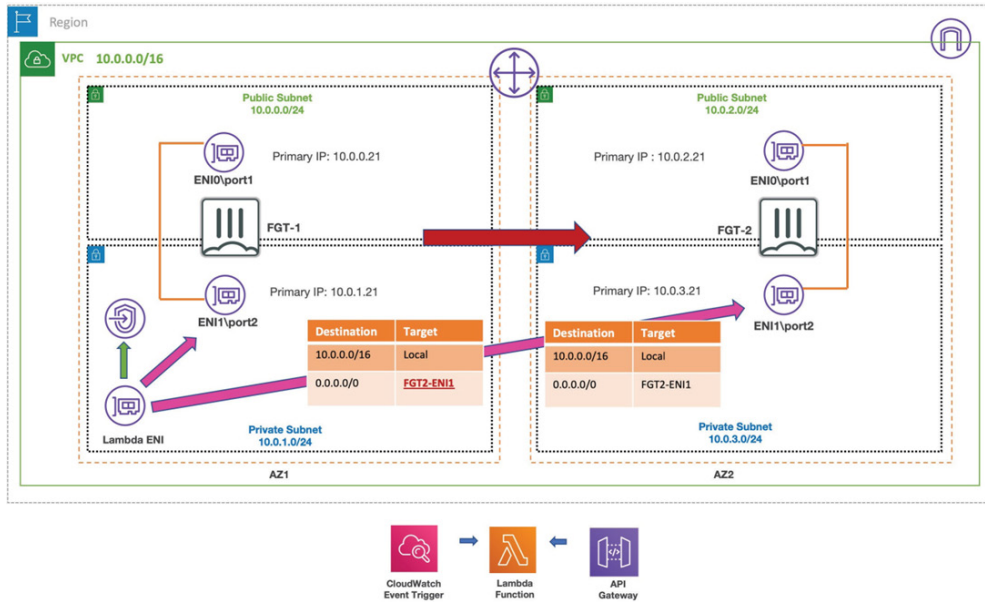 Region
VPC 10.0.0.0/16
Public Subnet
10.0.0.0/24
Primary IP: 10.0.0.21
ENI0\port1
FGT-1
Primary IP: 10.0.1.21
ENI1\port2
Destination Target
10.0.0.0/16 Local
0.0.0.0/0 FGT2-ENI1
Lambda ENI
Private Subnet
10.0.1.0/24
AZ1
Public Subnet
10.0.2.0/24
Primary IP : 10.0.2.21
ENI0\port1
FGT-2
Primary IP: 10.0.3.21
ENI1\port2
Destination Target
10.0.0.0/16 Local
0.0.0.0/0 FGT2-ENI1
Private Subnet
10.0.3.0/24
AZ2
CloudWatch
Event Trigger
Lambda
Function
API
Gateway